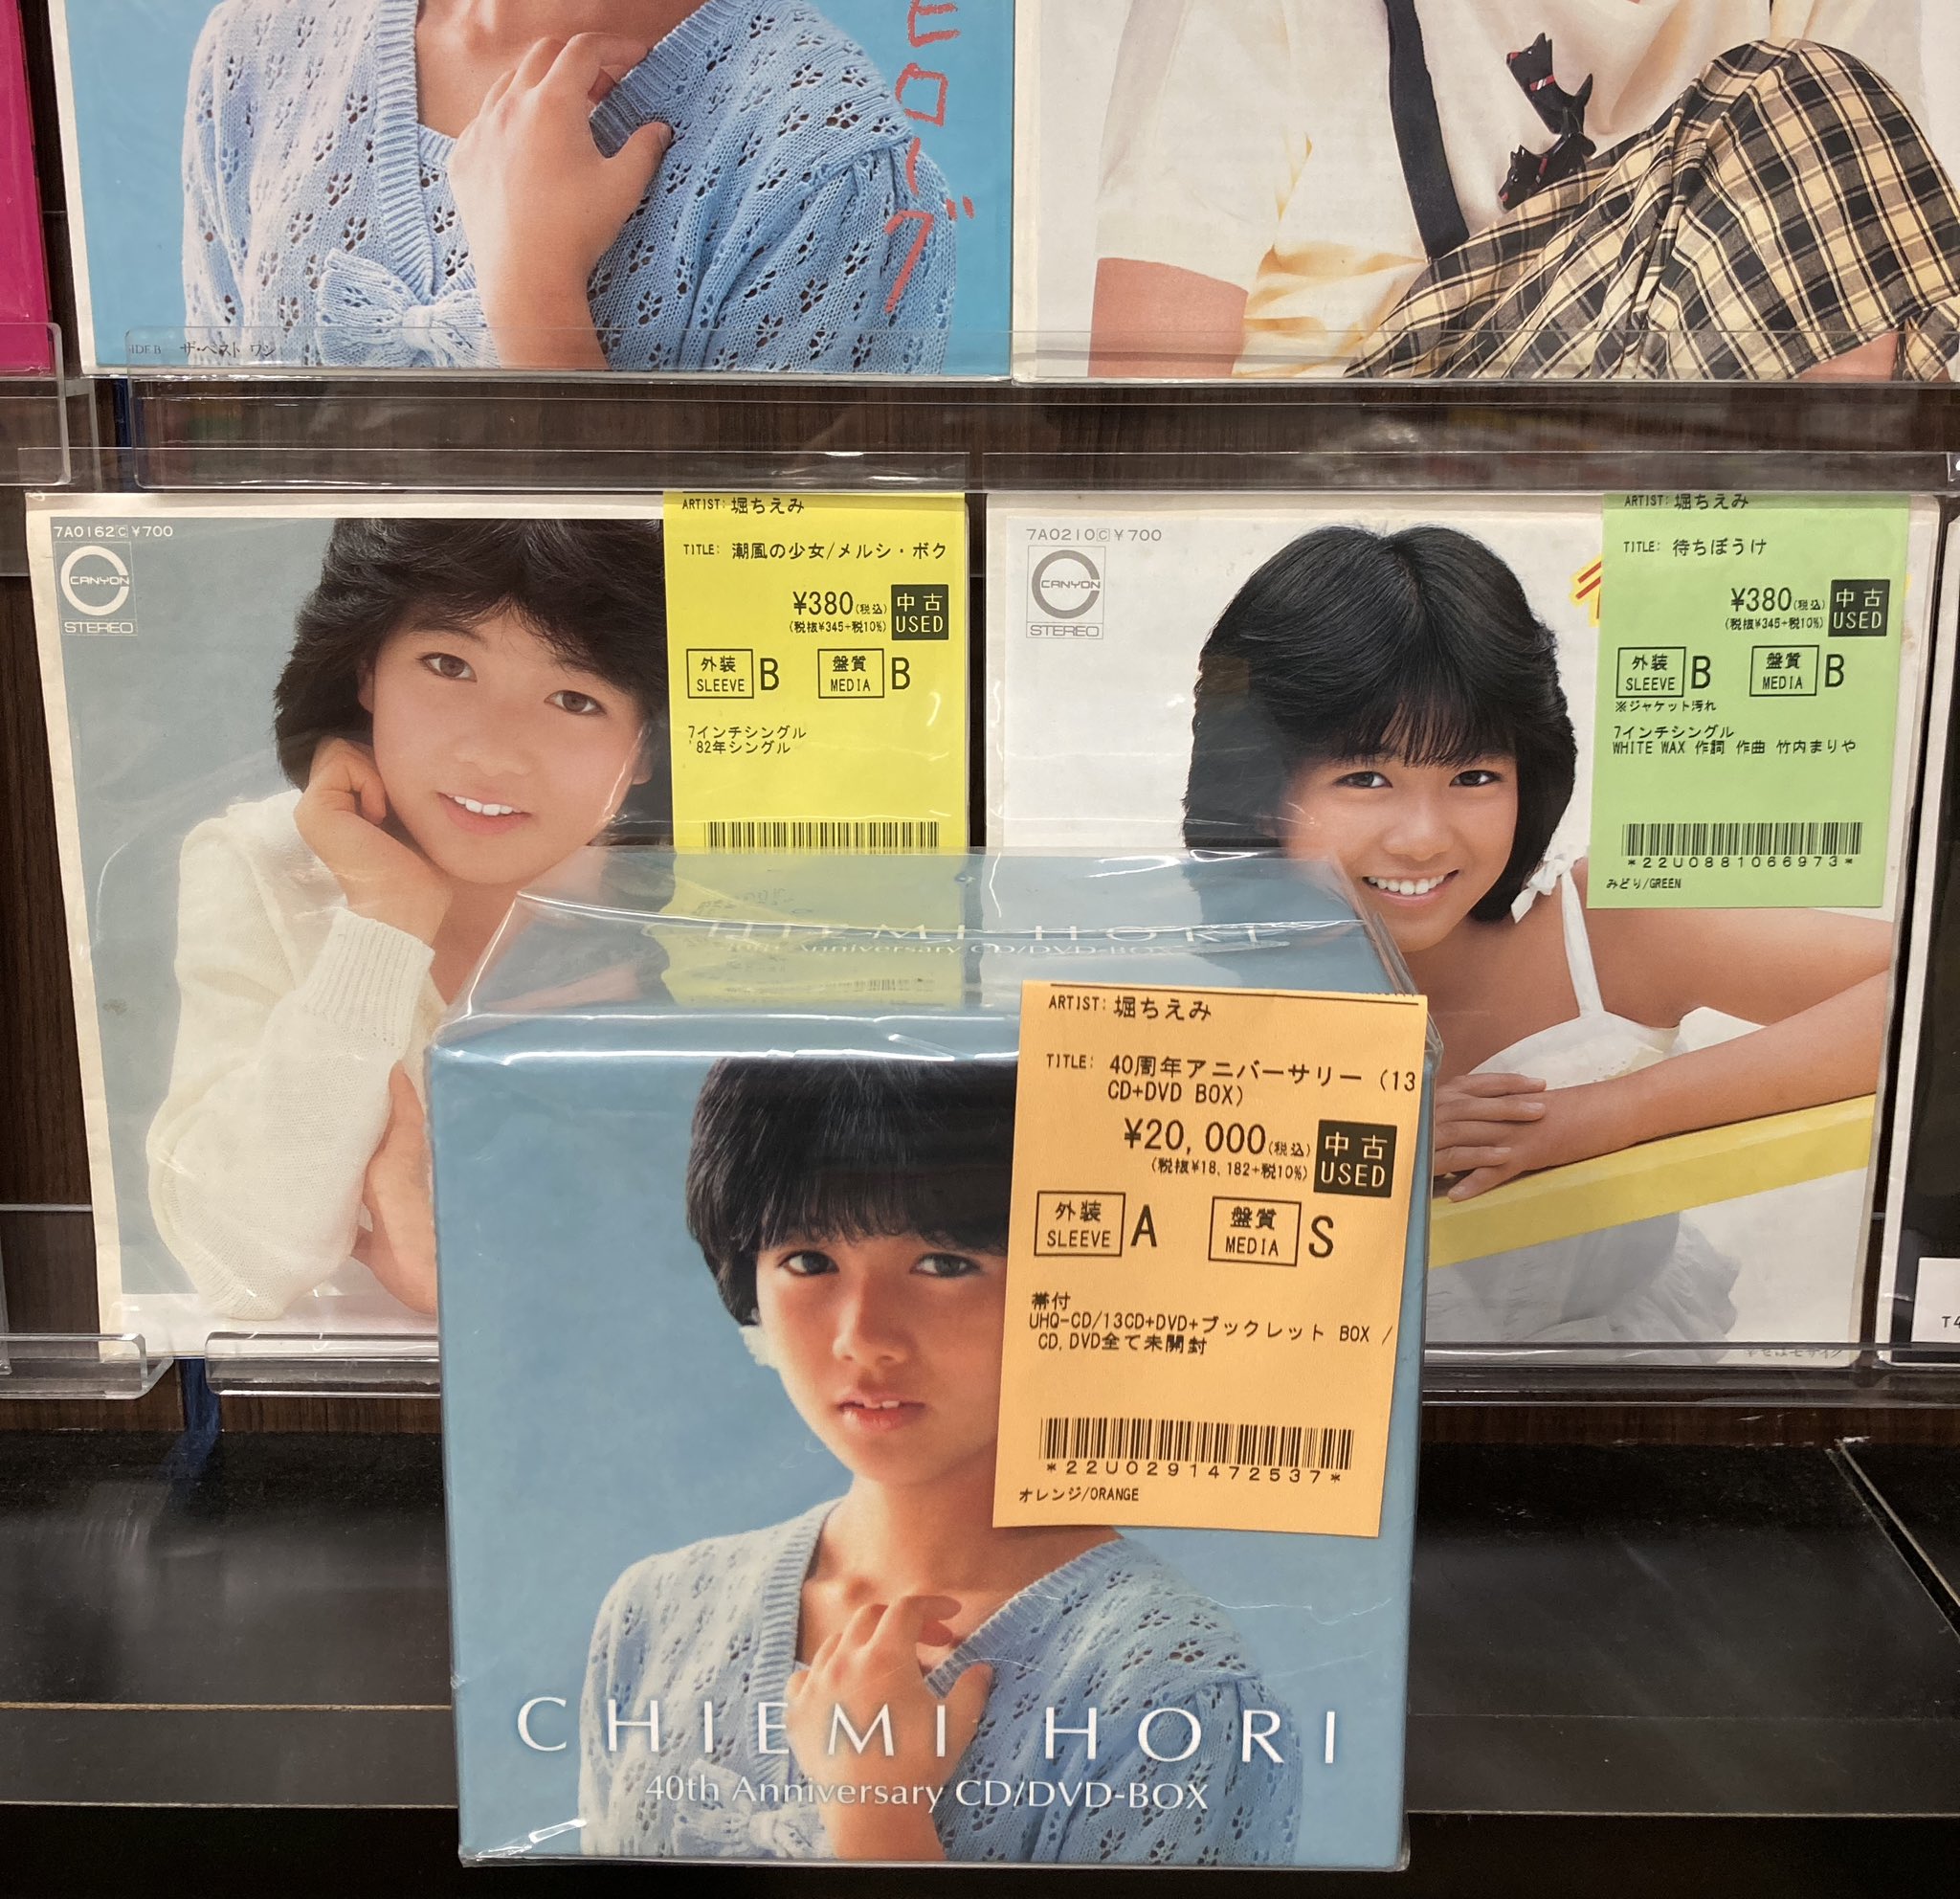 ピローグ
ザ・ベスト ワン
7A0162Ⓒ¥700
CANYON
STEREO
ARTIST: 堀ちえみ
TITLE: 潮風の少女/メルシ・ボク
¥380(税込)
(税抜¥345+税10%)
中古
USED
外装
SLEEVE
B
盤質
MEDIA
B
7インチシングル
'82年シングル
7A0210Ⓒ¥700
CANYON
STEREO
ARTIST: 堀ちえみ
TITLE: 待ちぼうけ
¥380(税込)
(税抜¥345+税10%)
中古
USED
外装
SLEEVE
B
盤質
MEDIA
B
※ジャケット汚れ
7インチシングル
WHITE WAX 作詞 作曲 竹内まりや
*22U0881066973*
みどり/GREEN
CHIEMI HORI
40th Anniversary CD/DVD-BOX
ARTIST: 堀ちえみ
TITLE: 40周年アニバーサリー (13
CD+DVD BOX)
¥20,000(税込)
(税抜¥18,182+税10%)
中古
USED
外装
SLEEVE
A
盤質
MEDIA
S
帯付
UHQ-CD/13CD+DVD+ブックレット BOX /
CD,DVD全て未開封
*22U0291472537*
オレンジ/ORANGE
CHIEMI HORI
40th Anniversary CD/DVD-BOX